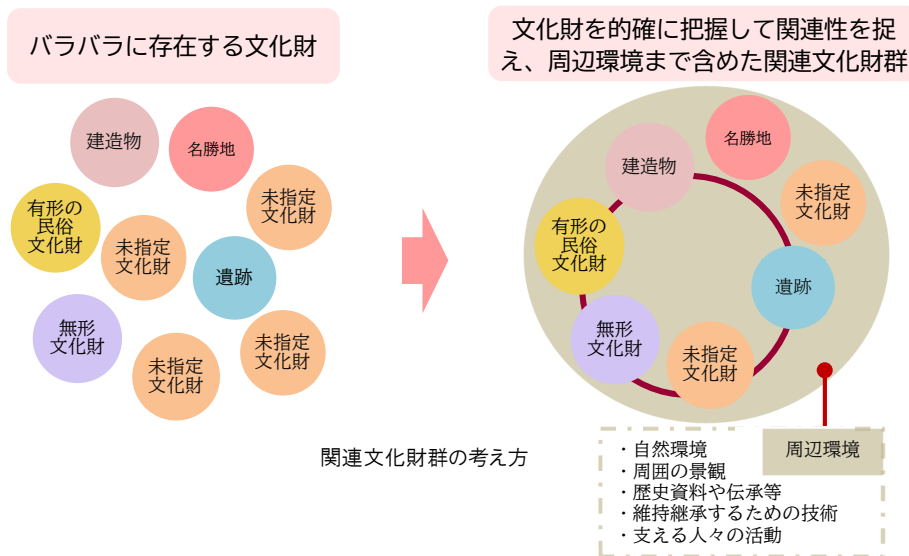 バラバラに存在する文化財
文化財を的確に把握して関連性を捉
え、周辺環境まで含めた関連文化財群
建造物
名勝地
未指定
文化財
有形の
民俗
文化財
未指定
文化財
遺跡
無形
文化財
未指定
文化財
未指定
文化財
名勝地
建造物
未指定
文化財
有形の
民俗
文化財
遺跡
無形
文化財
未指定
文化財
関連文化財群の考え方
周辺環境
・自然環境
・周囲の景観
・歴史資料や伝承等
・維持継承するための技術
・支える人々の活動